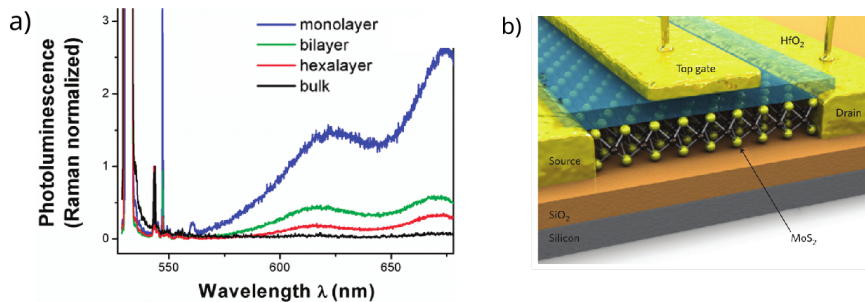 a)
Photoluminescence
(Raman normalized)
3
2
1
0
monolayer
bilayer
hexalayer
bulk
550
600
650
Wavelength λ (nm)
b)
HfO2
Top gate
Drain
Source
SiO2
Silicon
MoS2